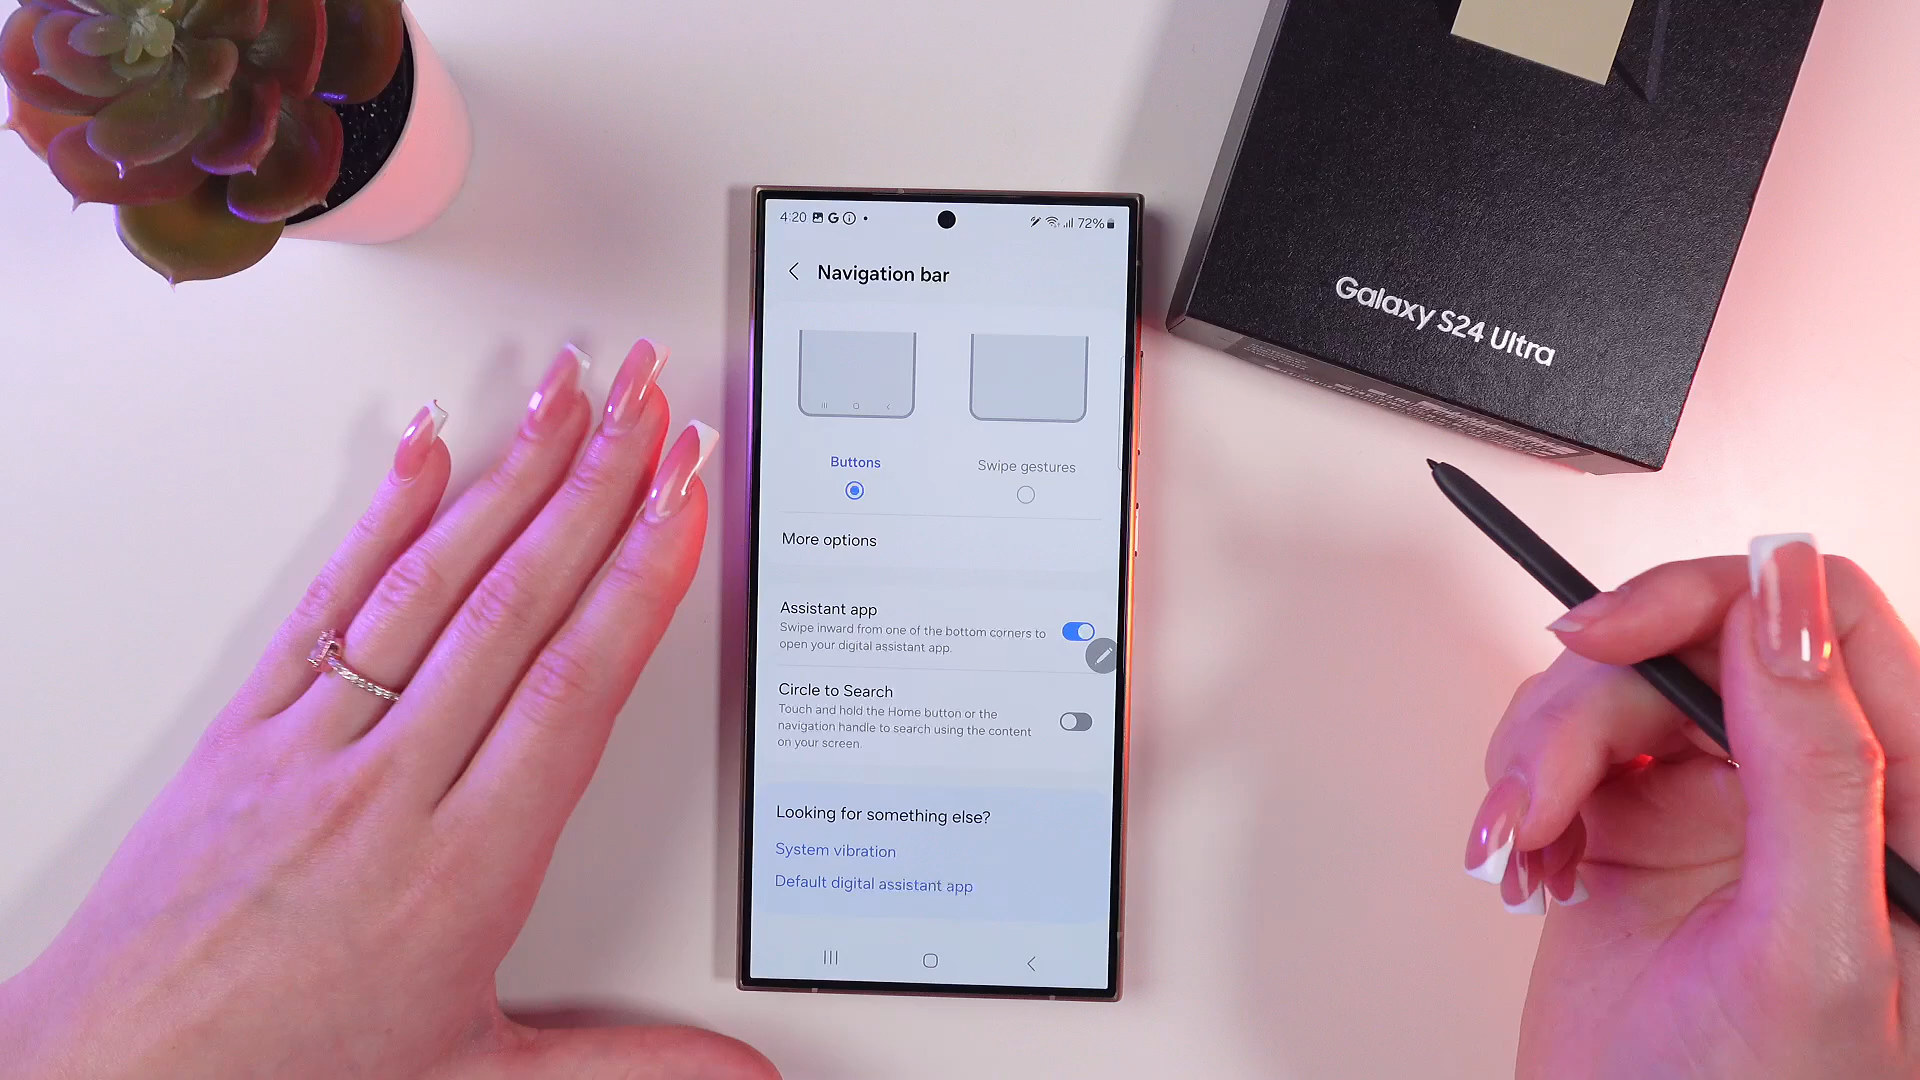 4:20
72%
Navigation bar
Buttons
Swipe gestures
More options
Assistant app
Swipe inward from one of the bottom corners to
open your digital assistant app.
Circle to Search
Touch and hold the Home button or the
navigation handle to search using the content
on your screen.
Looking for something else?
System vibration
Default digital assistant app
Galaxy S24 Ultra